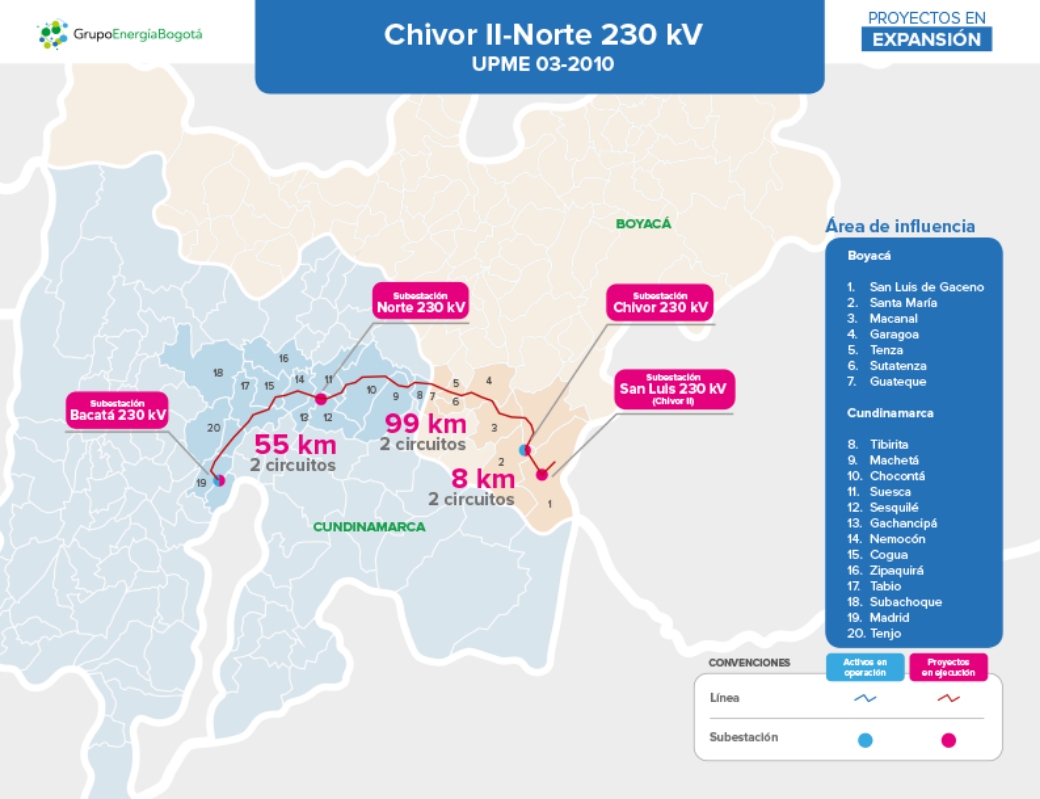 GrupoEnergíaBogotá
Chivor II-Norte 230 kV
UPME 03-2010
PROYECTOS EN
EXPANSIÓN
BOYACÁ
Área de influencia
Boyacá
1. San Luis de Gaceno
2. Santa María
3. Macanal
4. Garagoa
5. Tenza
6. Sutatenza
7. Guateque
Cundinamarca
8. Tibirita
9. Machetá
10. Chocontá
11. Suesca
12. Sesquilé
13. Gachancipá
14. Nemocón
15. Cogua
16. Zipaquirá
17. Tabio
18. Subachoque
19. Madrid
20. Tenjo
Subestación
Norte 230 kV
Subestación
Chivor 230 kV
Subestación
San Luis 230 kV
(Chivor II)
Subestación
Bacatá 230 kV
16
18
17
15
14
11
10
9
8
7
5
6
4
13
12
20
3
99 km
2 circuitos
55 km
2 circuitos
2
8 km
2 circuitos
19
1
CUNDINAMARCA
CONVENCIONES
Activos en
operación
Proyectos
en ejecución
Línea
Subestación